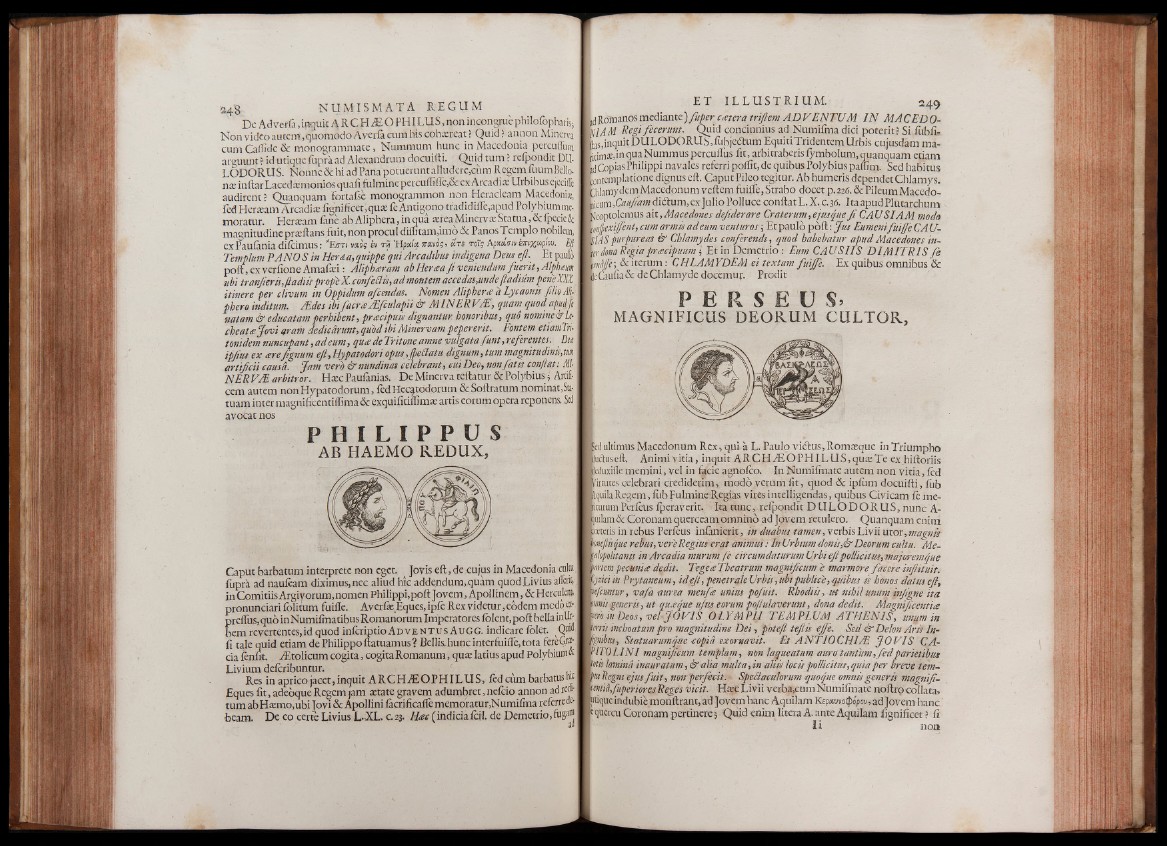 248 NUMISMATA REGUM
De Adversâ, inquit ARCHÆOPHILUS, non incongruè philosopharis,
Non video autem, quomodo Aversa cum his cohæreat? Quid? annon Minerva
cum Casside & monogrammate, Nummum hunc in Macedonia percussum
arguunt? id utique suprà ad Alexandrum docuisti. Quid tum? respondit DU-
LODORUS. Nonne & hi ad Pana potuerunt alludere, cùm Regem suum Bello-
næ instar Lacedæmonios quasi fulmine percussisse, & ex Arcadiæ Urbibus ejecisse
audirent? Quanquam fortasse monogrammon non Heracleam Macedoniæ,
sed Heræam Arcadiæ significet, quæ se Antigono tradidisse, apud Polybium me-
moratur. Heræam sanè ab Aliphera, in quâ ærea Minervæ Statua, & specie &
magnitudine præstans fuit, non procul distitam, imò & Panos Templo nobilem,
ex Pausania discimus:
Templum PANOS in Heræa, quippe qui Arcadibus indigena Deus est. Et paulò
post, ex versione Amasæi: Alipheram ab Heræa si veniendum fuerit, Alpheum
ubi transieris, stadiis propè X. confectis, ad montem accedas, unde stadiûm penè XXX.
itinere per clivum in Oppidum ascendas. Nomen Alipheræ à Lycaonis filio Ali-
phero inditum. Ædes ibi sacræ Æsculapii & MINERVÆ, quam quod apud se
natam & educatam perhibent, præcipuis dignantur honoribus, quo nomine & Le-
cheatæ Jovi aram dedicârunt, quòd ibi Minervam pepererit. Fontem etiam Tri-
tonidem nuncupant, ad eum, quæ de Tritone amne vulgata sunt, referentes. Deæ
ipsius ex ære signum est, Hypatodori opus, spectatu dignum, tum magnitudinis, tum
artificii causâ. Jam verò & nundinas celebrant, cui Deo, non satis constat: MI-
NERVÆ arbitror. Hæc Pausanias. De Minerva testatur & Polybius; Artifi-
cem autem non Hypatodorum, sed Hecatodorum & Sostratum nominat, Sta-
tuam inter magnificentissima & exquisitissimæ artis eorum opera reponens. Sed
avocat nos
PHILIPPUS
AB HAEMO REDUX,
Caput barbatum interprete non eget. Jovis est, de cujus in Macedonia cultu
suprà ad nauseam diximus, nec aliud hîc addendum, quàm quod Livius asserit,
in Comitiis Argivorum, nomen Philippi, post Jovem, Apollinem, & Herculem,
pronunciari solitum fuisse. Aversæ Eques, ipse Rex videtur, eôdem modô ex-
pressus, quò in Numismatibus Romanorum Imperatores solent, post bella in Ur-
bem revertentes, id quod inscriptio ADVENTUS AUGG. indicare solet. Quid
si tale quid etiam de Philippo statuamus? Bellis hunc interfuisse, tota ferè Græ-
cia sensit. Ætolicum cogita, cogita Romanum, quæ latius apud Polybium &
Livium describuntur.
Res in aprico jacet, inquit ARCHÆOPHILUS, sed cùm barbatus hic
Eques sit, adeòque Regem jam ætate gravem adumbret, nescio annon ad redi-
tum ab Hæmo, ubi Jovi & Apollini sacrificasse memoratur, Numisma referre de-
beam. De eo certè Livius L. XL. c. 23. Hæc (indicia scil. de Demetrio, fugam
ad
ET ILLUSTRIUM. 249
ad Romanos mediante) super cætera tristem ADVENTUM IN MACEDO-
NIAM Regi fecerunt. Quid concinnius ad Numisma dici poterit? Si subsi-
stas, inquit DULODORUS, subjectum Equiti Tridentem Urbis cujusdam ma-
ritimæ, in qua Nummus percussus sit, arbitraberis symbolum, quanquam etiam
ad Copias Philippi navales referri possit, de quibus Polybius passim. Sed habitus
contemplatione dignus est. Caput Pileo tegitur. Ab humeris dependet Chlamys.
Chlamydem Macedonum vestem fuisse, Strabo docet p. 226. & Pileum Macedo-
nicum, Causiam dictum, ex Julio Polluce constat L. X. c. 36. Ita apud Plutarchum
Neoptolemus ait, Macedones desiderare Craterum, ejusque si CAUSIAM modo
conspexissent, cum armis ad eum venturos; Et paulò pòst: Jus Eumeni fuisse CAU-
SIAS purpureas & Chlamydes conferendi, quod habebatur apud Macedones in-
ter dona Regia præcipuum; Et in Demetrio: Eum CAUSIIS DIMITRIS se
& iterum: CHLAMYDEM ei textam fuisse. Ex quibus omnibus &
de Causia & de Chlamyde docemur. Prodit
PERSEUS,
MAGNIFICUS DEORUM CULTOR,
Sed ultimus Macedonum Rex, qui à L. Paulo victus, Romæque in Triumpho
ductus est. Animi vitia, inquit ARCHÆOPHILUS, quæ Te ex historiis
deduxisse memini, vel in facie agnosco. In Numismate autem non vitia, sed
Virtutes celebrati crediderim, modò verum sit, quod & ipsum docuisti, sub
Aquila Regem, sub Fulmine Regias vires intelligendas, quibus Civicam se me-
riturum Perseus speraverit. Ita tunc, respondit DULODORUS, nunc A-
quilam & Coronam querceam omninò ad Jovem retulero. Quanquam enim
cæteris in rebus Perseus insanierit, in duabus tamen, verbis Livii utor, magnis
honestisque rebus, verè Regius erat animus: In Urbium donis, & Deorum cultu. Me-
galopolitanis in Arcadia murum se circumdaturum Urbi est pollicitus, majoremque
partem pecuniæ dedit. Tegeæ Theatrum magnificum è marmore facere instituit.
Cyzici in Prytaneum, id est, penetrale Urbis, ubi publicè, quibus is honos datus est,
vescuntur, vasa aurea mensæ unius posuit. Rhodiis, ut nihil unum insigne ita
omnis generis, ut quæque usus eorum postulaverunt, dona dedit. Magnificentiæ
verò in Deos, vel JOVIS OLYMPII TEMPLUM ATHENIS, unum in
terris inchoatum pro magnitudine Dei, potest testis esse. Sed & Delon Aris In-
signibus, Statuarumque copiâ exornavit. Et ANTIOCHIÆ JOVIS CA-
PITOLINI magnificum templum, non laqueatum auro tantùm, sed parietibus
totis laminâ inauratum, & alia multa, in aliis locis pollicitus, quia per breve tem-
pus Regni ejus fuit, non perfecit. Spectaculorum quoque omnis generis magnifi-
centiâ, superiores Reges vicit. Hæc Livii verba, cum Numismate nostro collata,
utique indubiè monstrant, ad Jovem hanc Aquilam Κεραυνοφόρον, ad Jovem hanc
è quercu Coronam pertinere; Quid enim litera A. ante Aquilam significet? si
Ii non